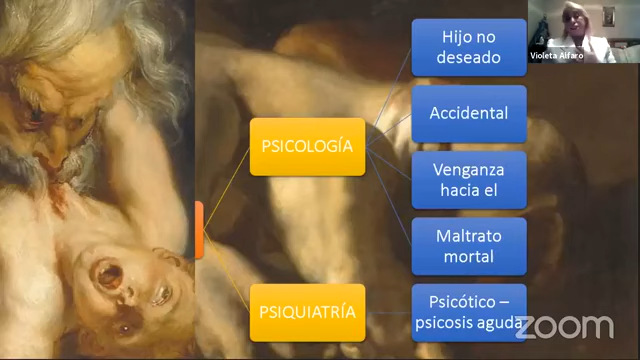 Hijo no
deseado
Violeta Alfaro
Accidental
PSICOLOGÍA
Venganza
hacia el
Maltrato
mortal
PSIQUIATRÍA
Psicótico –
psicosis aguda
zoom